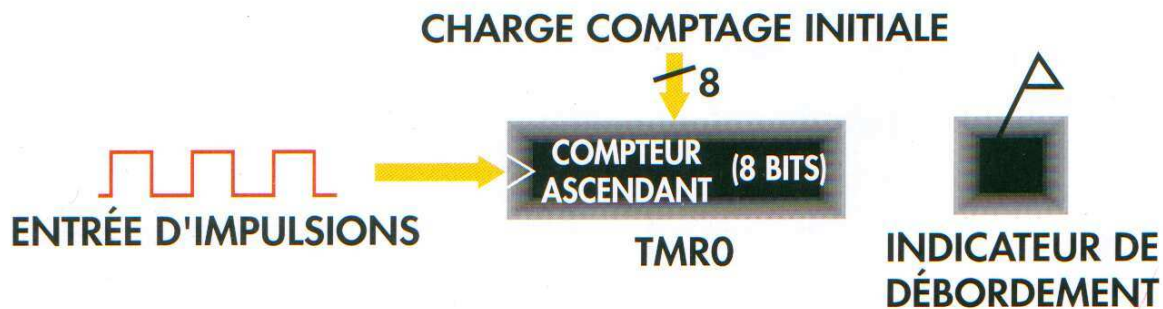 CHARGE COMPTAGE INITIALE
8
COMPTEUR
ASCENDANT
(8 BITS)
ENTRÉE D'IMPULSIONS
TMR0
INDICATEUR DE
DÉBORDEMENT